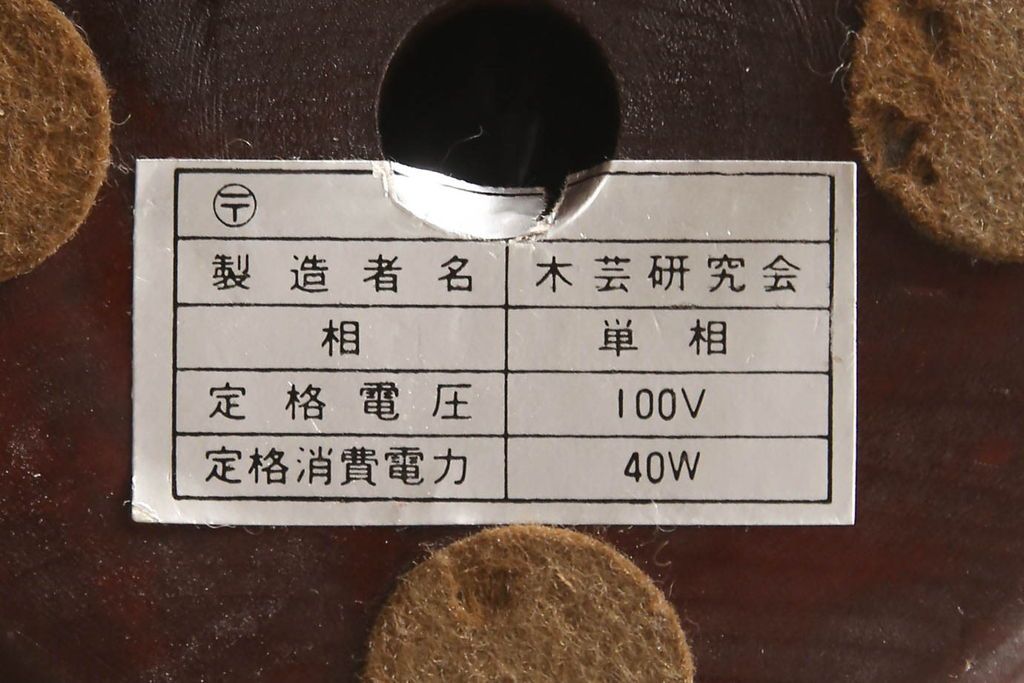 〶
製造者名 木芸研究会
相 単相
定格電圧 100V
定格消費電力 40W